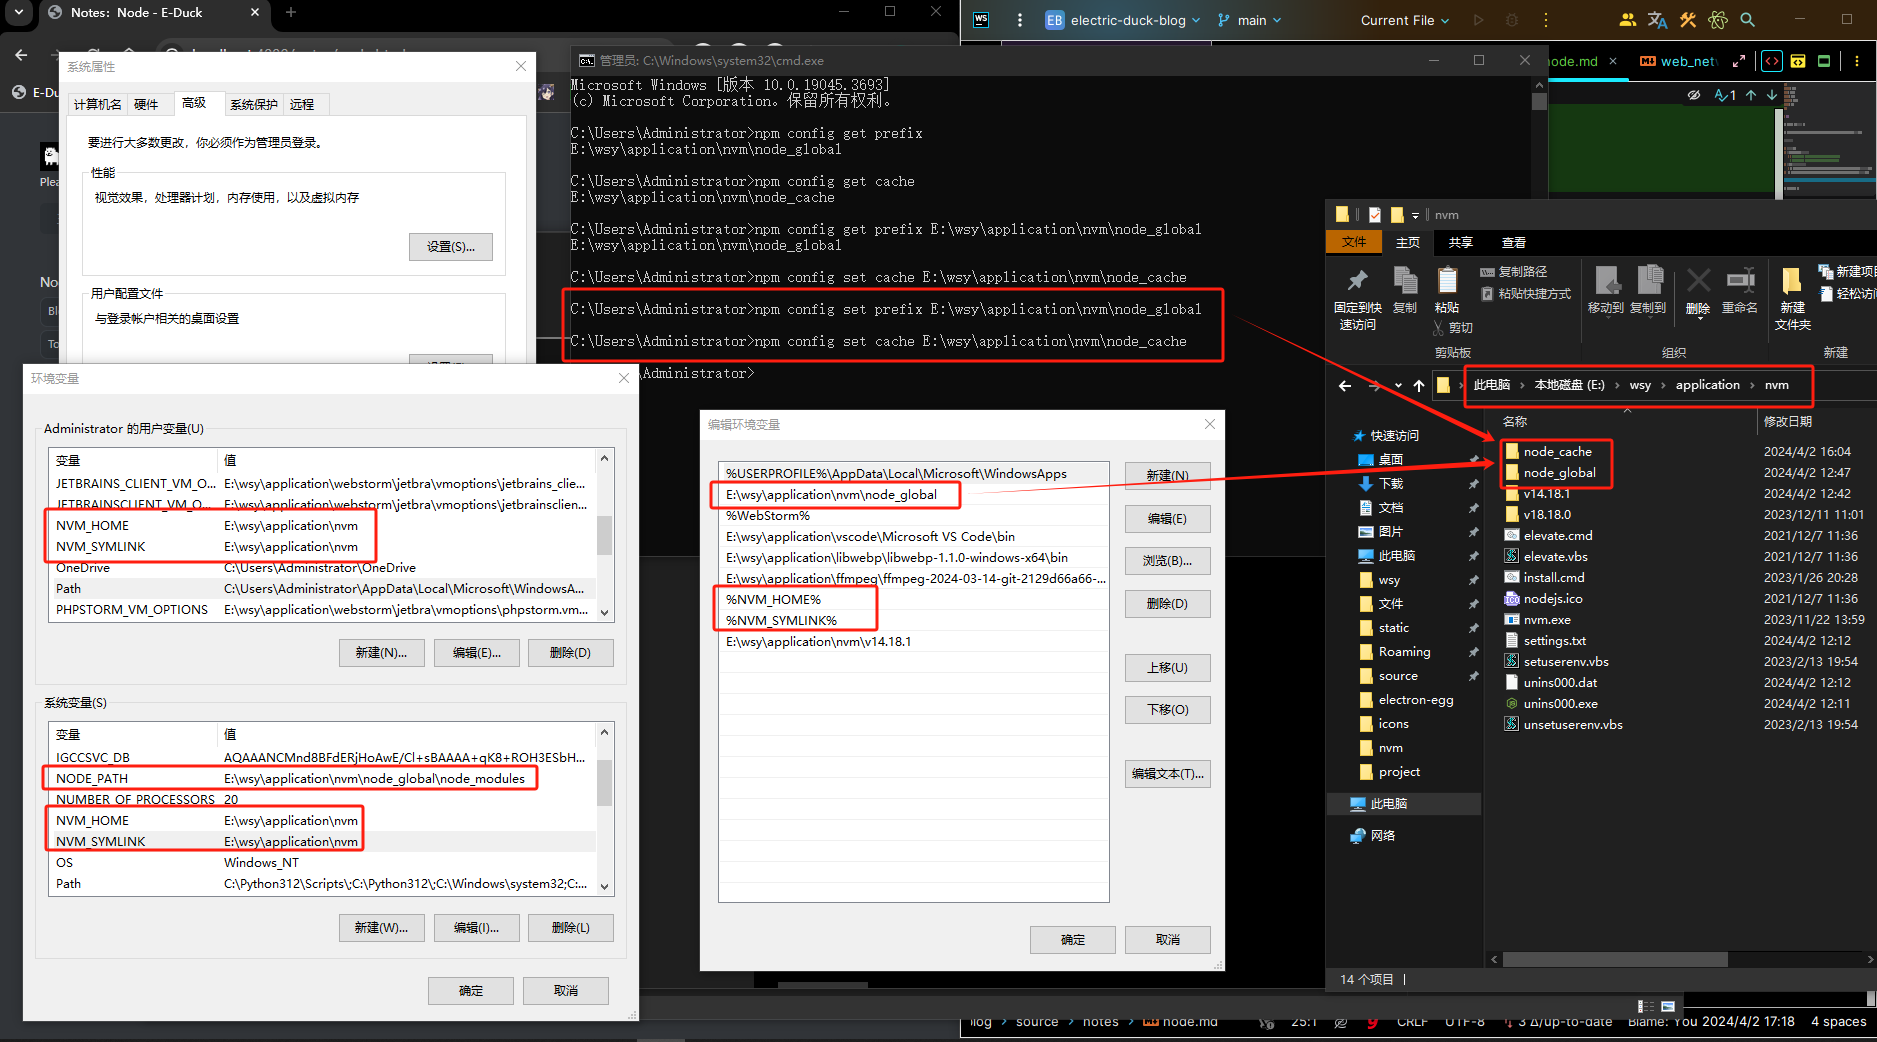 Notes：Node - E-Duck
E-Du
Plea
No
Bl
To
系统属性
计算机名
硬件
高级
系统保护
远程
要进行大多数更改，你必须作为管理员登录。
性能
视觉效果，处理器计划，内存使用，以及虚拟内存
设置(S)...
用户配置文件
与登录帐户相关的桌面设置
管理员: C:\Windows\system32\cmd.exe
Microsoft Windows [版本 10.0.19045.3693]
(c) Microsoft Corporation。保留所有权利。
C:\Users\Administrator>npm config get prefix
E:\wsy\application\nvm\node_global
C:\Users\Administrator>npm config get cache
E:\wsy\application\nvm\node_cache
C:\Users\Administrator>npm config get prefix E:\wsy\application\nvm\node_global
E:\wsy\application\nvm\node_global
C:\Users\Administrator>npm config set cache E:\wsy\application\nvm\node_cache
C:\Users\Administrator>npm config set prefix E:\wsy\application\nvm\node_global
C:\Users\Administrator>npm config set cache E:\wsy\application\nvm\node_cache
\Administrator>
WS
EB electric-duck-blog
main
Current File
node.md
web_netw
1
环境变量
Administrator 的用户变量(U)
变量 值
JETBRAINS_CLIENT_VM_O... E:\wsy\application\webstorm\jetbra\vmoptions\jetbrains_clie...
JETBRAINSCLIENT_VM_O... E:\wsy\application\webstorm\jetbra\vmoptions\jetbrainsclien...
NVM_HOME E:\wsy\application\nvm
NVM_SYMLINK E:\wsy\application\nvm
OneDrive C:\Users\Administrator\OneDrive
Path C:\Users\Administrator\AppData\Local\Microsoft\WindowsA...
PHPSTORM_VM_OPTIONS E:\wsy\application\webstorm\jetbra\vmoptions\phpstorm.vm...
新建(N)...
编辑(E)...
删除(D)
系统变量(S)
变量 值
IGCCSVC_DB AQAAANCMnd8BFdERjHoAwE/Cl+sBAAAA+qK8+ROH3ESbH...
NODE_PATH E:\wsy\application\nvm\node_global\node_modules
NUMBER_OF_PROCESSORS 20
NVM_HOME E:\wsy\application\nvm
NVM_SYMLINK E:\wsy\application\nvm
OS Windows_NT
Path C:\Python312\Scripts\;C:\Python312\;C:\Windows\system32;C:...
新建(W)...
编辑(I)...
删除(L)
确定
取消
编辑环境变量
%USERPROFILE%\AppData\Local\Microsoft\WindowsApps
E:\wsy\application\nvm\node_global
%WebStorm%
E:\wsy\application\vscode\Microsoft VS Code\bin
E:\wsy\application\libwebp\libwebp-1.1.0-windows-x64\bin
E:\wsy\application\ffmpeg\ffmpeg-2024-03-14-git-2129d66a66-...
%NVM_HOME%
%NVM_SYMLINK%
E:\wsy\application\nvm\v14.18.1
新建(N)
编辑(E)
浏览(B)...
删除(D)
上移(U)
下移(O)
编辑文本(T)...
确定
取消
nvm
文件
主页
共享
查看
固定到快速访问
复制
粘贴
复制路径
粘贴快捷方式
剪切
剪贴板
移动到
复制到
删除
重命名
组织
新建
文件夹
新建项目
轻松访问
新建
此电脑 › 本地磁盘 (E:) › wsy › application › nvm
快速访问
桌面
下载
文档
图片
此电脑
wsy
文件
static
Roaming
source
electron-egg
icons
nvm
project
此电脑
网络
名称 修改日期
node_cache 2024/4/2 16:04
node_global 2024/4/2 12:47
v14.18.1 2024/4/2 12:42
v18.18.0 2023/12/11 11:01
elevate.cmd 2021/12/7 11:36
elevate.vbs 2021/12/7 11:36
install.cmd 2023/1/26 20:28
nodejs.ico 2021/12/7 11:36
nvm.exe 2023/11/22 13:59
settings.txt 2024/4/2 12:12
setuserenv.vbs 2023/2/13 19:54
unins000.dat 2024/4/2 12:12
unins000.exe 2024/4/2 12:11
unsetuserenv.vbs 2023/2/13 19:54
14 个项目
blog › source › notes › node.md
25:1
CRLF
UTF-8
3 Δ/up-to-date
Blame: You 2024/4/2 17:18
4 spaces